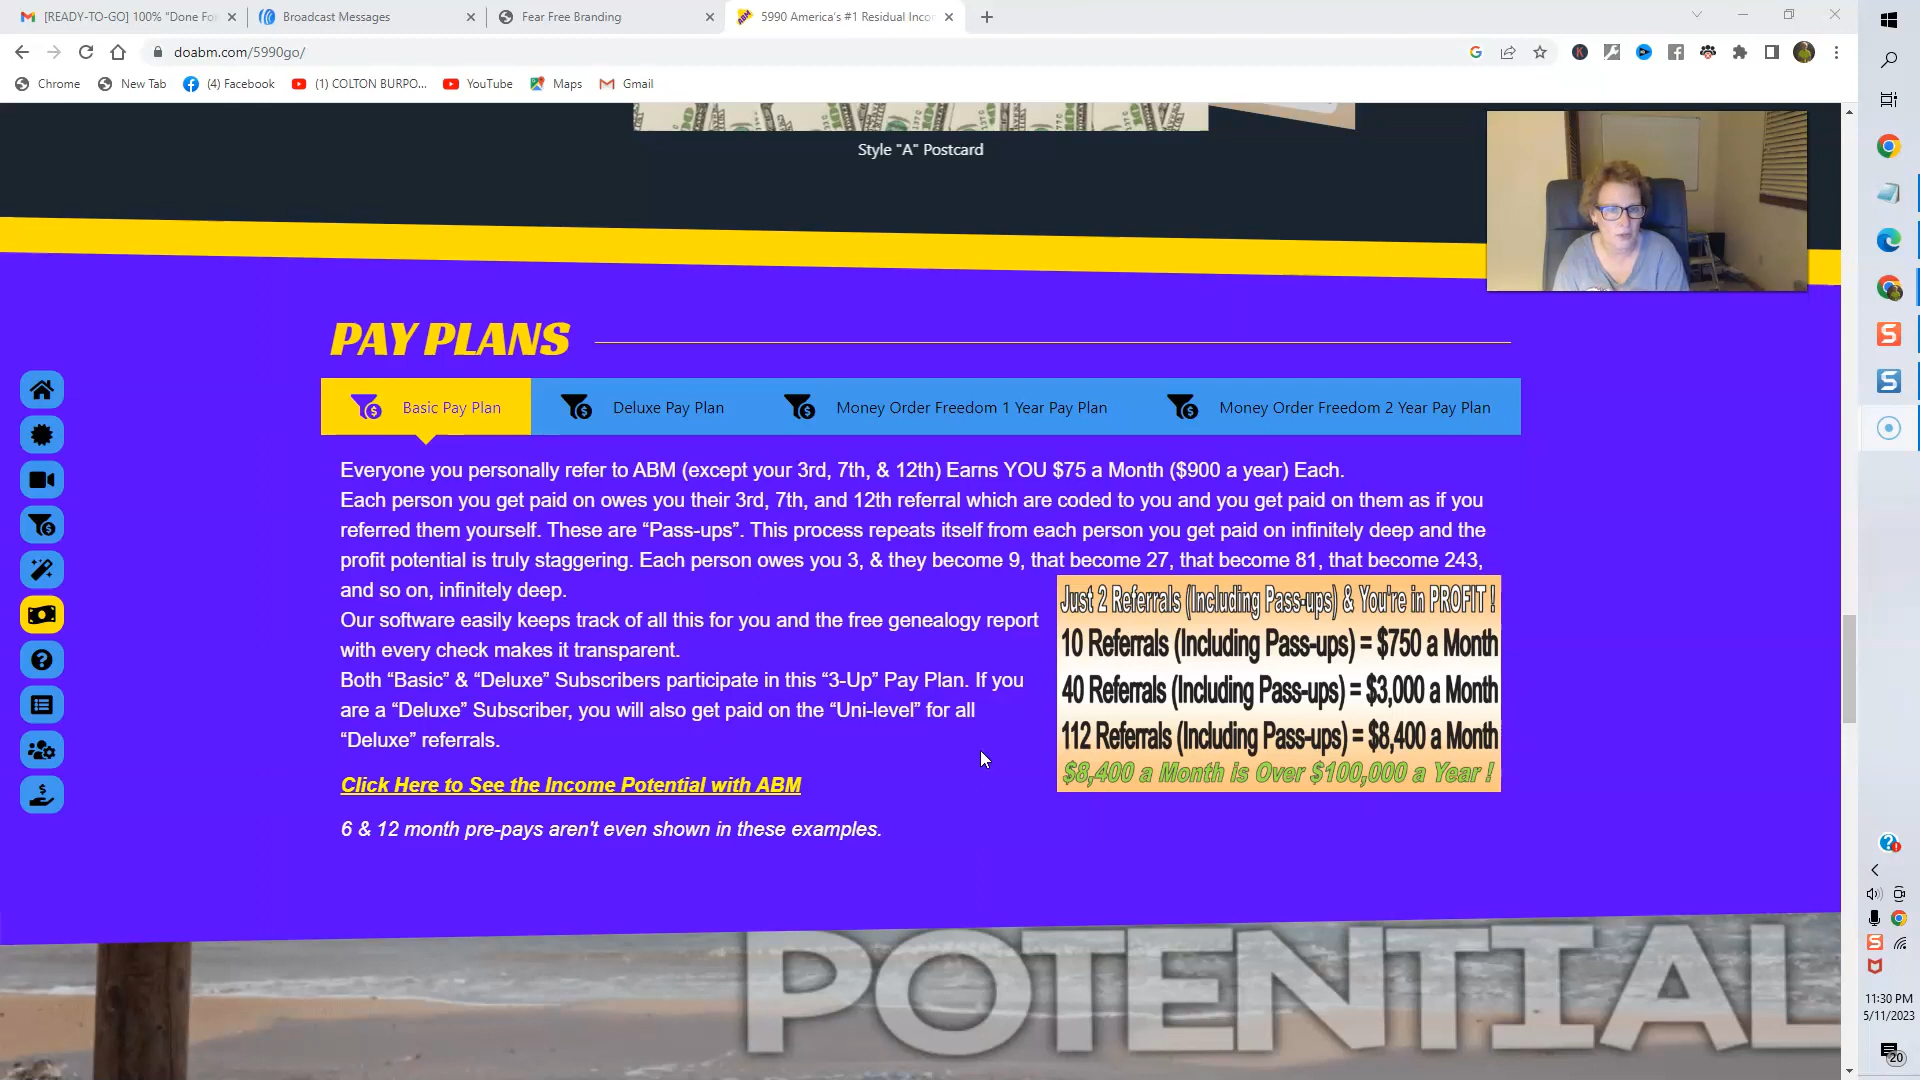 [READY-TO-GO] 100% "Done Fo
Broadcast Messages
Fear Free Branding
5990 America's #1 Residual Inco
doabm.com/5990go/
Chrome
New Tab
(4) Facebook
(1) COLTON BURPO...
YouTube
Maps
Gmail
Style "A" Postcard
PAY PLANS
Basic Pay Plan
Deluxe Pay Plan
Money Order Freedom 1 Year Pay Plan
Money Order Freedom 2 Year Pay Plan
Everyone you personally refer to ABM (except your 3rd, 7th, & 12th) Earns YOU $75 a Month ($900 a year) Each.
Each person you get paid on owes you their 3rd, 7th, and 12th referral which are coded to you and you get paid on them as if you
referred them yourself. These are “Pass-ups”. This process repeats itself from each person you get paid on infinitely deep and the
profit potential is truly staggering. Each person owes you 3, & they become 9, that become 27, that become 81, that become 243,
and so on, infinitely deep.
Our software easily keeps track of all this for you and the free genealogy report
with every check makes it transparent.
Both “Basic” & “Deluxe” Subscribers participate in this “3-Up” Pay Plan. If you
are a “Deluxe” Subscriber, you will also get paid on the “Uni-level” for all
“Deluxe” referrals.
Just 2 Referrals (Including Pass-ups) & You're in PROFIT !
10 Referrals (Including Pass-ups) = $750 a Month
40 Referrals (Including Pass-ups) = $3,000 a Month
112 Referrals (Including Pass-ups) = $8,400 a Month
$8,400 a Month is Over $100,000 a Year !
Click Here to See the Income Potential with ABM
6 & 12 month pre-pays aren't even shown in these examples.
POTENTIAL
11:30 PM
5/11/2023
20